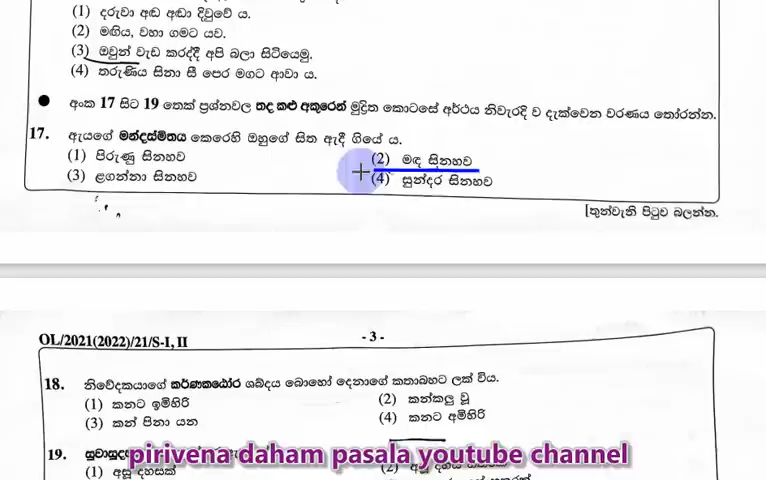 (1) දරුවා අඬ අඬා දිවුවේ ය.
(2) මඟිය, වහා ගමට යව.
(3) ඔවුන් වැඩ කරද්දී අපි බලා සිටියෙමු.
(4) තරුණිය සිනා සී පෙර මගට ආවා ය.
● අංක 17 සිට 19 තෙක් ප්‍රශ්නවල තද කළු අකුරෙන් මුද්‍රිත කොටසේ අර්ථය නිවැරදි ව දැක්වෙන වරණය තෝරන්න.
17. ඇයගේ මන්දස්මිතය කෙරෙහි ඔහුගේ සිත ඇදී ගියේ ය.
(1) පිරුණු සිනහව (2) මඳ සිනහව
(3) ළගන්නා සිනහව (4) සුන්දර සිනහව
[තුන්වැනි පිටුව බලන්න.
OL/2021(2022)/21/S-I, II - 3 -
18. නිවේදකයාගේ කර්ණකඨෝර ශබ්දය බොහෝ දෙනාගේ කතාබහට ලක් විය.
(1) කනට ඉමිහිරි (2) කන්කලු වූ
(3) කන් පිනා යන (4) කනට අමිහිරි
19.
pirivena daham pasala youtube channel
(1) අසූ දහසක් (2)